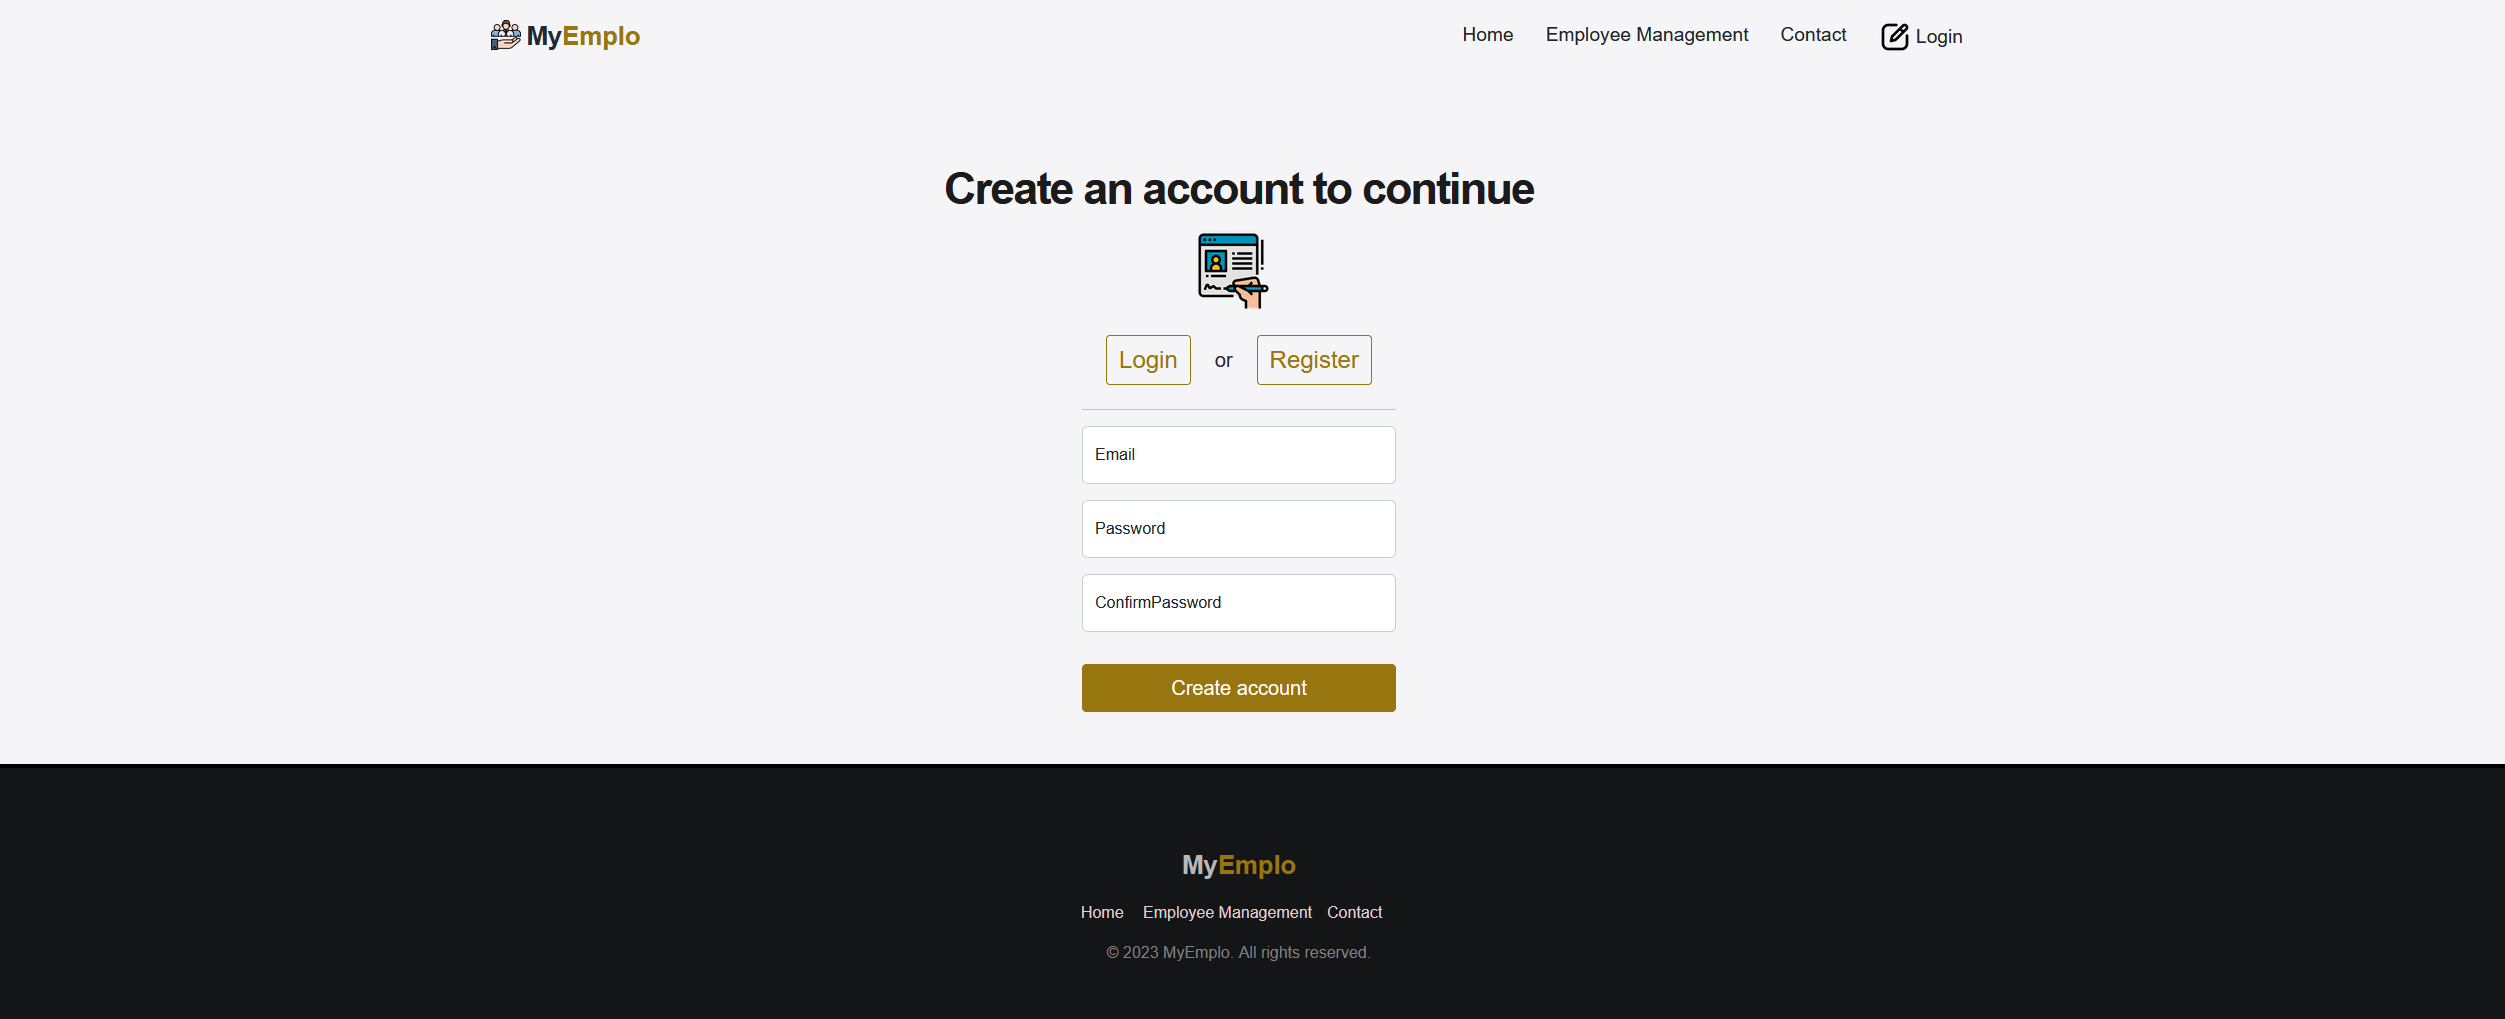 MyEmplo
Home Employee Management Contact Login
Create an account to continue
Login or Register
Email
Password
ConfirmPassword
Create account
MyEmplo
Home Employee Management Contact
© 2023 MyEmplo. All rights reserved.